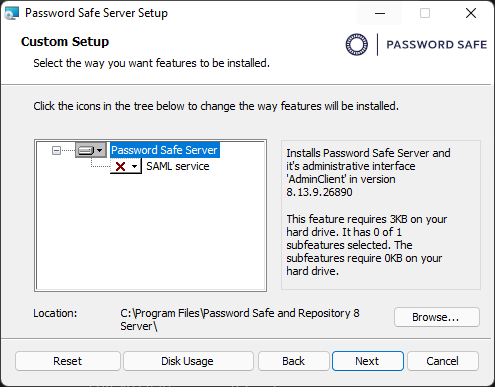 Password Safe Server Setup
Custom Setup
Select the way you want features to be installed.
PASSWORD SAFE
Click the icons in the tree below to change the way features will be installed.
Password Safe Server
SAML service
Installs Password Safe Server and
it's administrative interface
'AdminClient' in version
8.13.9.26890
This feature requires 3KB on your
hard drive. It has 0 of 1
subfeatures selected. The
subfeatures require 0KB on your
hard drive.
Location:
C:\Program Files\Password Safe and Repository 8
Server\
Browse...
Reset
Disk Usage
Back
Next
Cancel